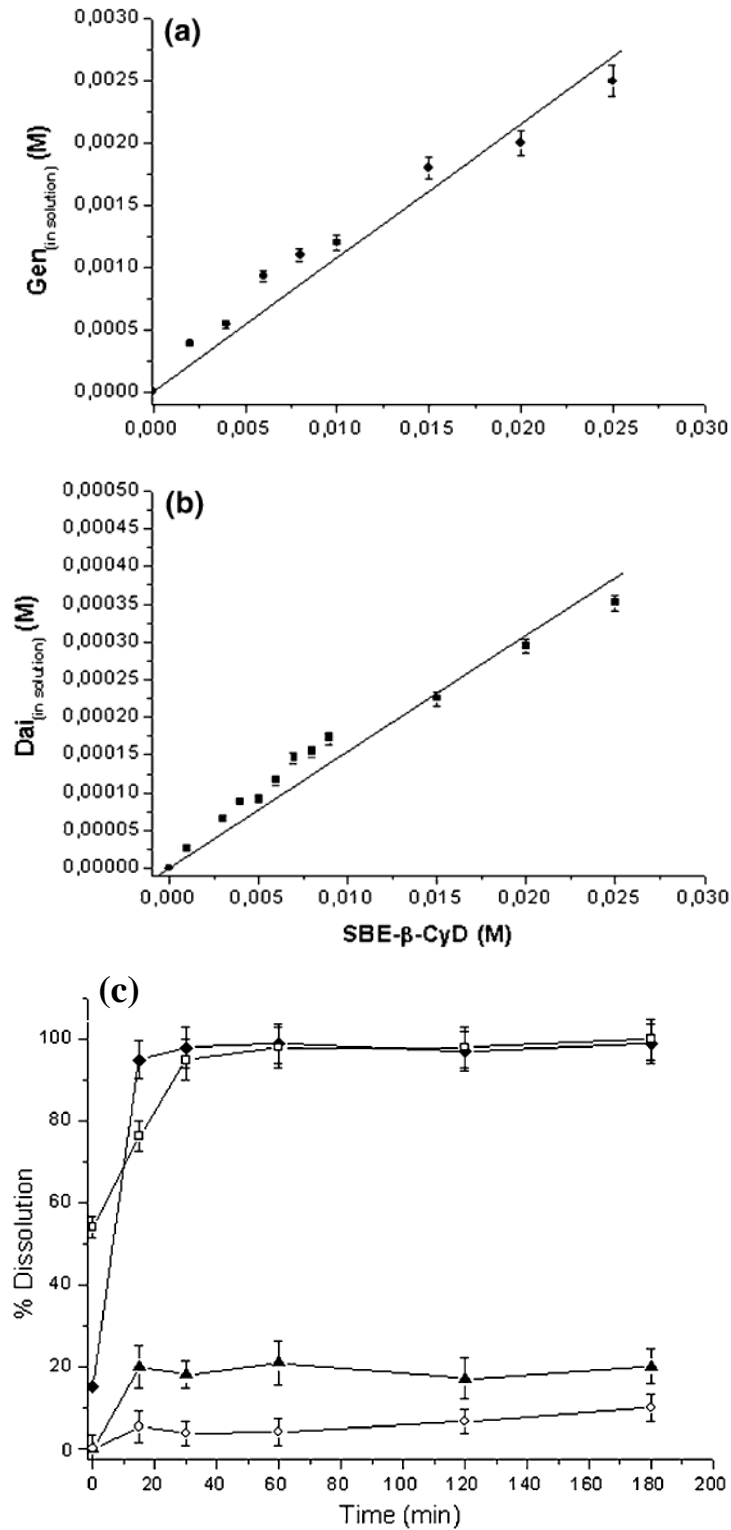 (a)
Gen(in solution) (M)
0,0030
0,0025
0,0020
0,0015
0,0010
0,0005
0,0000
0,000 0,005 0,010 0,015 0,020 0,025 0,030
(b)
Dai(in solution) (M)
0,00050
0,00045
0,00040
0,00035
0,00030
0,00025
0,00020
0,00015
0,00010
0,00005
0,00000
0,000 0,005 0,010 0,015 0,020 0,025 0,030
SBE-β-CyD (M)
(c)
% Dissolution
100
80
60
40
20
0
0 20 40 60 80 100 120 140 160 180 200
Time (min)